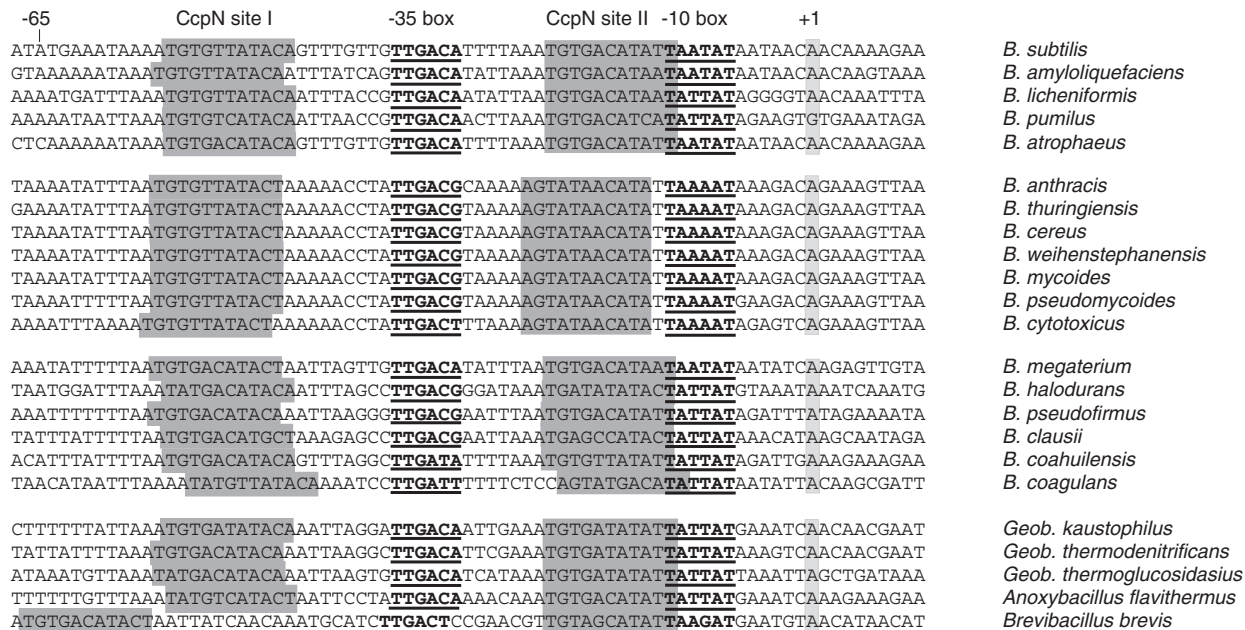 -65 CcpN site I -35 box CcpN site II -10 box +1
ATATGAAATAAAATGTGTTATACAGTTTGTTGTTGACATTTTAAATGTGACATATTAATATAATAACAACAAAAGAA B. subtilis
GTAAAAAATAAATGTGTTATACAATTTATCAGTTGACATATTAAATGTGACATAATAATATAATAACAACAAGTAAA B. amyloliquefaciens
AAAATGATTTAAATGTGTTATACAATTTACCGTTGACAATATTAATGTGACATAATATTATAGGGGTAACAAATTTA B. licheniformis
AAAAATAATTAAATGTGTCATACAATTAACCGTTGACAACTTAAATGTGACATCATATTATAGAAGTGTGAAATAGA B. pumilus
CTCAAAAAATAAATGTGACATACAGTTTGTTGTTGACATTTTAAATGTGACATATTAATATAATAACAACAAAAGAA B. atrophaeus
TAAAATATTTAATGTGTTATACTAAAAACCTATTGACGCAAAAAGTATAACATATTAAAATAAAGACAGAAAGTTAA B. anthracis
GAAAATATTTAATGTGTTATACTAAAAACCTATTGACGTAAAAAGTATAACATATTAAAATAAAGACAGAAAGTTAA B. thuringiensis
TAAAATATTTAATGTGTTATACTAAAAACCTATTGACGTAAAAAGTATAACATATTAAAATAAAGACAGAAAGTTAA B. cereus
TAAAATATTTAATGTGTTATACTAAAAACCTATTGACGTAAAAAGTATAACATATTAAAATAAAGACAGAAAGTTAA B. weihenstephanensis
TAAAATATTTAATGTGTTATACTAAAAACCTATTGACGTAAAAAGTATAACATATTAAAATAAAGACAGAAAGTTAA B. mycoides
TAAAATTTTTAATGTGTTATACTAAAAACCTATTGACGTAAAAAGTATAACATATTAAAATGAAGACAGAAAGTTAA B. pseudomycoides
AAAATTTAAAATGTGTTATACTAAAAAACCTATTGACTTTAAAAGTATAACATATTAAAATAGAGTCAGAAAGTTAA B. cytotoxicus
AAATATTTTTAATGTGACATACTAATTAGTTGTTGACATATTTAATGTGACATAATAATATAATATCAAGAGTTGTA B. megaterium
TAATGGATTTAAATATGACATACAATTTAGCCTTGACGGGATAAATGATATATACTATTATGTAAATAAATCAAATG B. halodurans
AAATTTTTTTAATGTGACATACAAATTAAGGGTTGACGAATTTAATGTGACATATTATTATAGATTTATAGAAAATA B. pseudofirmus
TATTTATTTTTAATGTGACATGCTAAAGAGCCTTGACGAATTAAATGAGCCATACTATTATAAACATAAGCAATAGA B. clausii
ACATTTATTTTAATGTGACATACAGTTTAGGCTTGATATTTTAAATGTGTTATATTATTATAGATTGAAAGAAAGAA B. coahuilensis
TAACATAATTTAAAATATGTTATACAAAATCCTTGATTTTTTCTCCAGTATGACATATTATAATATTACAAGCGATT B. coagulans
CTTTTTTATTAAATGTGATATACAAATTAGGATTGACAATTGAAATGTGATATATTATTATGAAATCAACAACGAAT Geob. kaustophilus
TATTATTTTAAATGTGACATACAAATTAAGGCTTGACATTCGAAATGTGATATATTATTATAAAGTCAACAACGAAT Geob. thermodenitrificans
ATAAATGTTAAATATGACATACAAATTAAGTGTTGACATCATAAATGTGATATATTATTATTAAATTAGCTGATAAA Geob. thermoglucosidasius
TTTTTTGTTTAAATGTGTCATACTAATTCCTATTGACAAAACAAATGTGACATATTATTATGAAATCAAAGAAAGAA Anoxybacillus flavithermus
ATGTGACATACTAATTATCAACAAATGCATCTTGACTCCGAACGTTGTAGCATATTAAGATGAATGTAACATAACAT Brevibacillus brevis